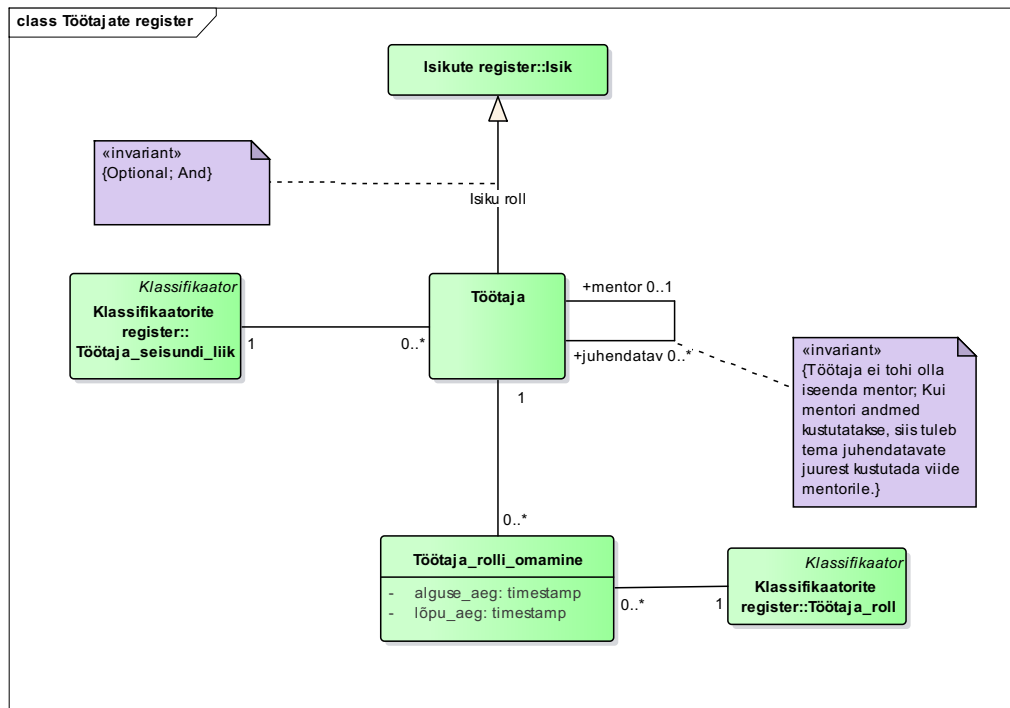 class Töötajate register
Isikute register::Isik
«invariant»
{Optional; And}
Isiku roll
Klassifikaator
Klassifikaatorite
register::
Töötaja_seisundi_liik
1
0..*
Töötaja
+mentor 0..1
+juhendatav 0..*
«invariant»
{Töötaja ei tohi olla
iseenda mentor; Kui
mentori andmed
kustutatakse, siis tuleb
tema juhendatavate
juurest kustutada viide
mentorile.}
1
0..*
Töötaja_rolli_omamine
- alguse_aeg: timestamp
- lõpu_aeg: timestamp
0..*
1
Klassifikaator
Klassifikaatorite
register::Töötaja_roll